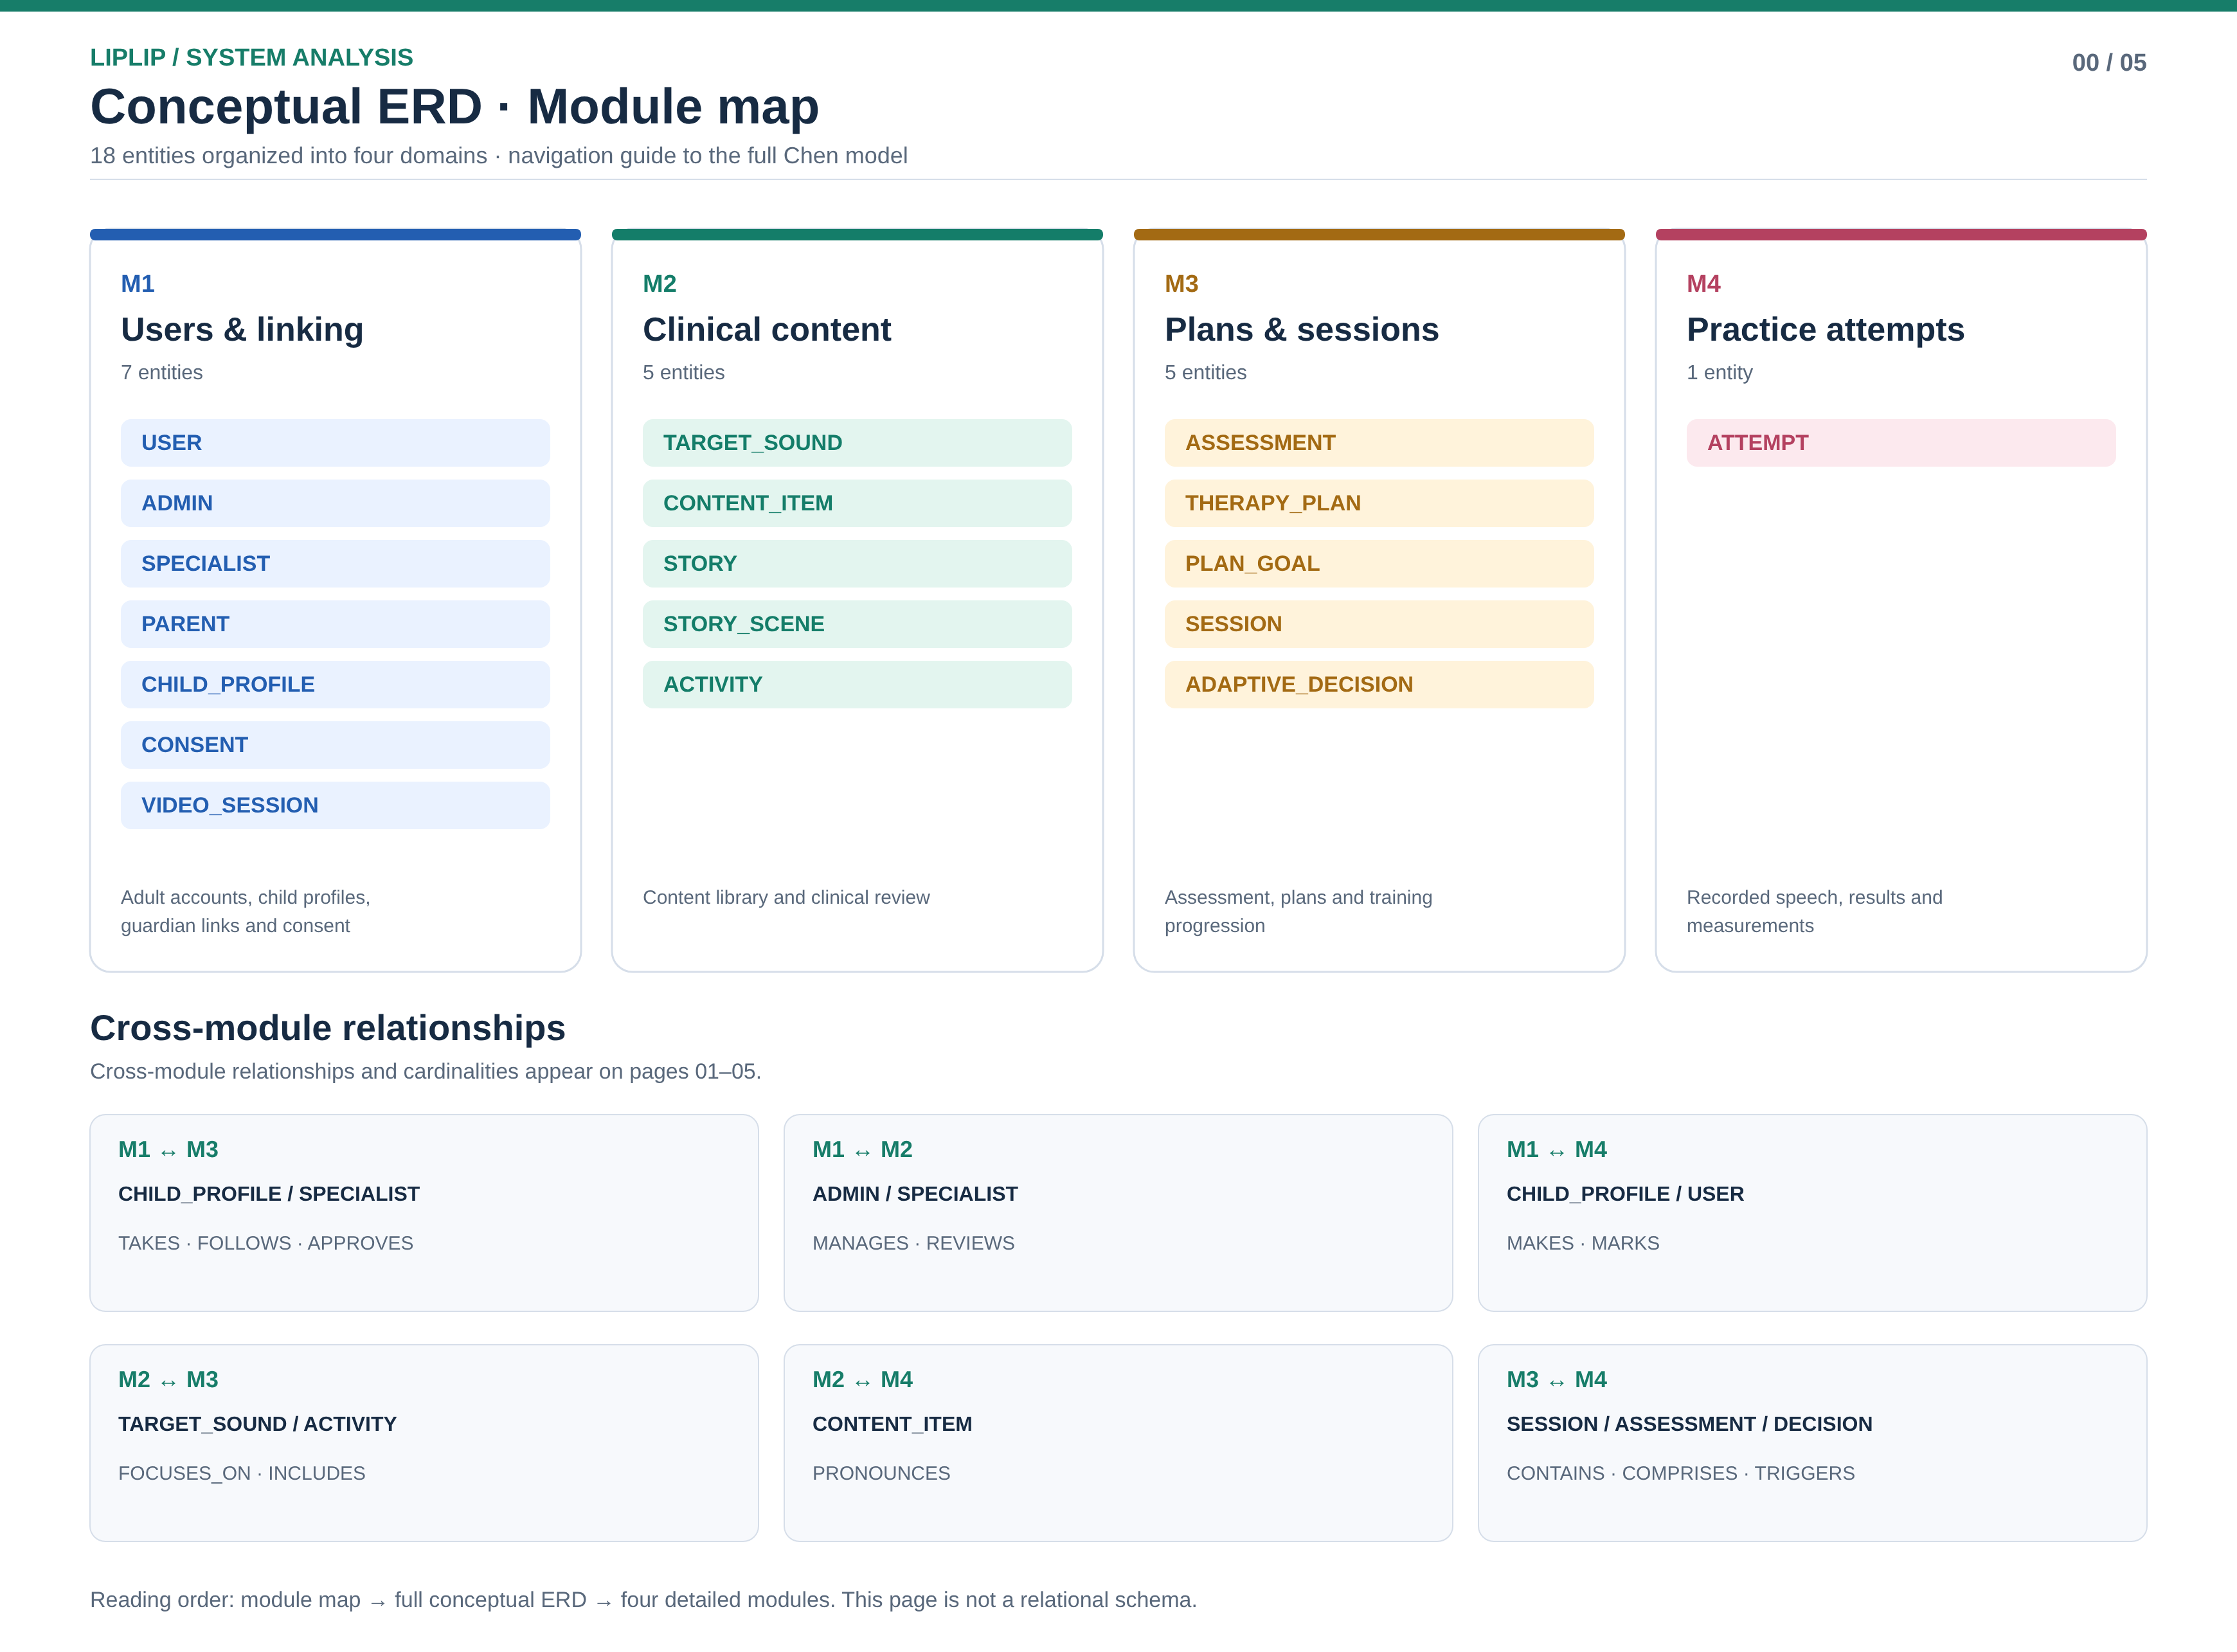 LIPLIP / SYSTEM ANALYSIS
00 / 05
Conceptual ERD · Module map
18 entities organized into four domains · navigation guide to the full Chen model
M1
Users & linking
7 entities
USER
ADMIN
SPECIALIST
PARENT
CHILD_PROFILE
CONSENT
VIDEO_SESSION
Adult accounts, child profiles,
guardian links and consent
M2
Clinical content
5 entities
TARGET_SOUND
CONTENT_ITEM
STORY
STORY_SCENE
ACTIVITY
Content library and clinical review
M3
Plans & sessions
5 entities
ASSESSMENT
THERAPY_PLAN
PLAN_GOAL
SESSION
ADAPTIVE_DECISION
Assessment, plans and training
progression
M4
Practice attempts
1 entity
ATTEMPT
Recorded speech, results and
measurements
Cross-module relationships
Cross-module relationships and cardinalities appear on pages 01–05.
M1 ↔ M3
CHILD_PROFILE / SPECIALIST
TAKES · FOLLOWS · APPROVES
M1 ↔ M2
ADMIN / SPECIALIST
MANAGES · REVIEWS
M1 ↔ M4
CHILD_PROFILE / USER
MAKES · MARKS
M2 ↔ M3
TARGET_SOUND / ACTIVITY
FOCUSES_ON · INCLUDES
M2 ↔ M4
CONTENT_ITEM
PRONOUNCES
M3 ↔ M4
SESSION / ASSESSMENT / DECISION
CONTAINS · COMPRISES · TRIGGERS
Reading order: module map → full conceptual ERD → four detailed modules. This page is not a relational schema.